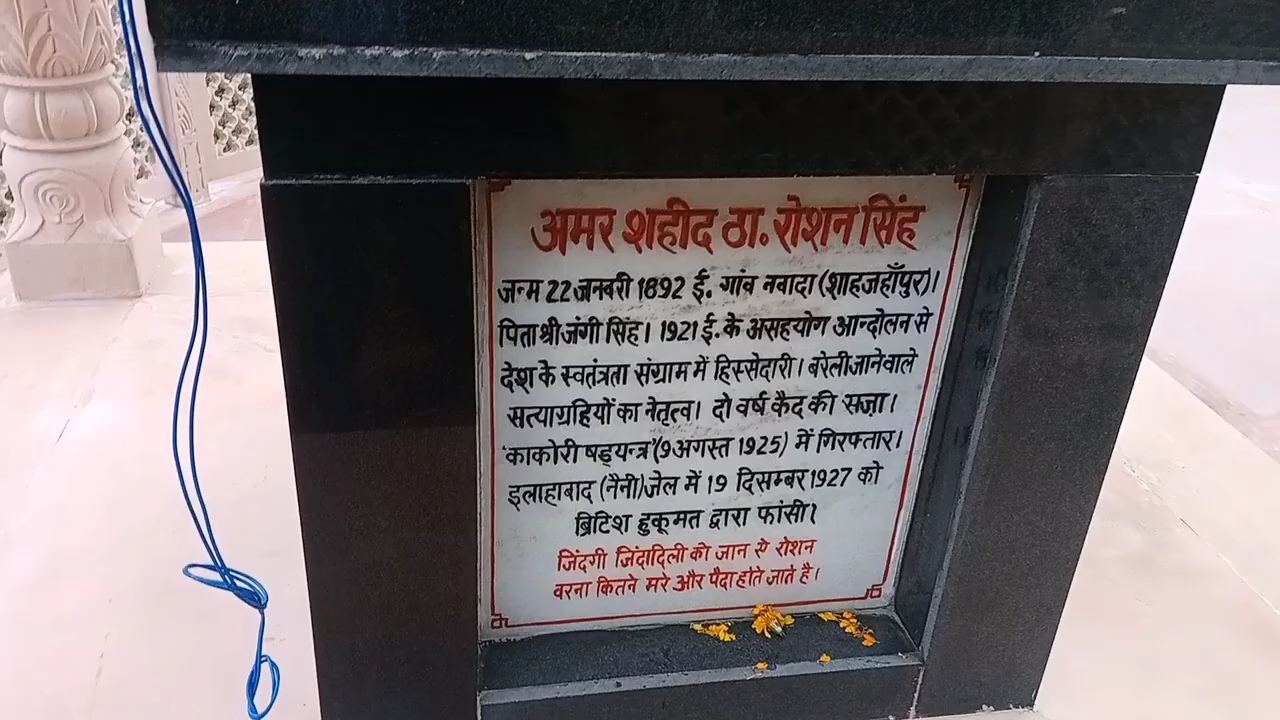 अमर शहीद ठा. रोशन सिंह
जन्म 22 जनवरी 1892 ई. गांव नवादा (शाहजहाँपुर)।
पिता श्री जंगी सिंह। 1921 ई. के असहयोग आन्दोलन से
देश के स्वतंत्रता संग्राम में हिस्सेदारी। बरेली जाने वाले
सत्याग्रहियों का नेतृत्व। दो वर्ष कैद की सज़ा।
'काकोरी षड्यन्त्र' (9 अगस्त 1925) में गिरफ्तार।
इलाहाबाद (नैनी) जेल में 19 दिसम्बर 1927 को
ब्रिटिश हुकूमत द्वारा फांसी।
जिंदगी जिंदादिली को जान ऐ रोशन
वरना कितने मरे और पैदा होते जाते है।